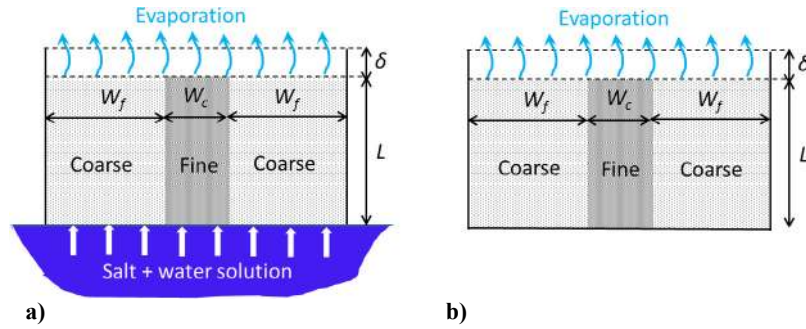 Evaporation
δ
W_f W_c W_f
L
Coarse Fine Coarse
Salt + water solution
a)
Evaporation
δ
W_f W_c W_f
L
Coarse Fine Coarse
b)